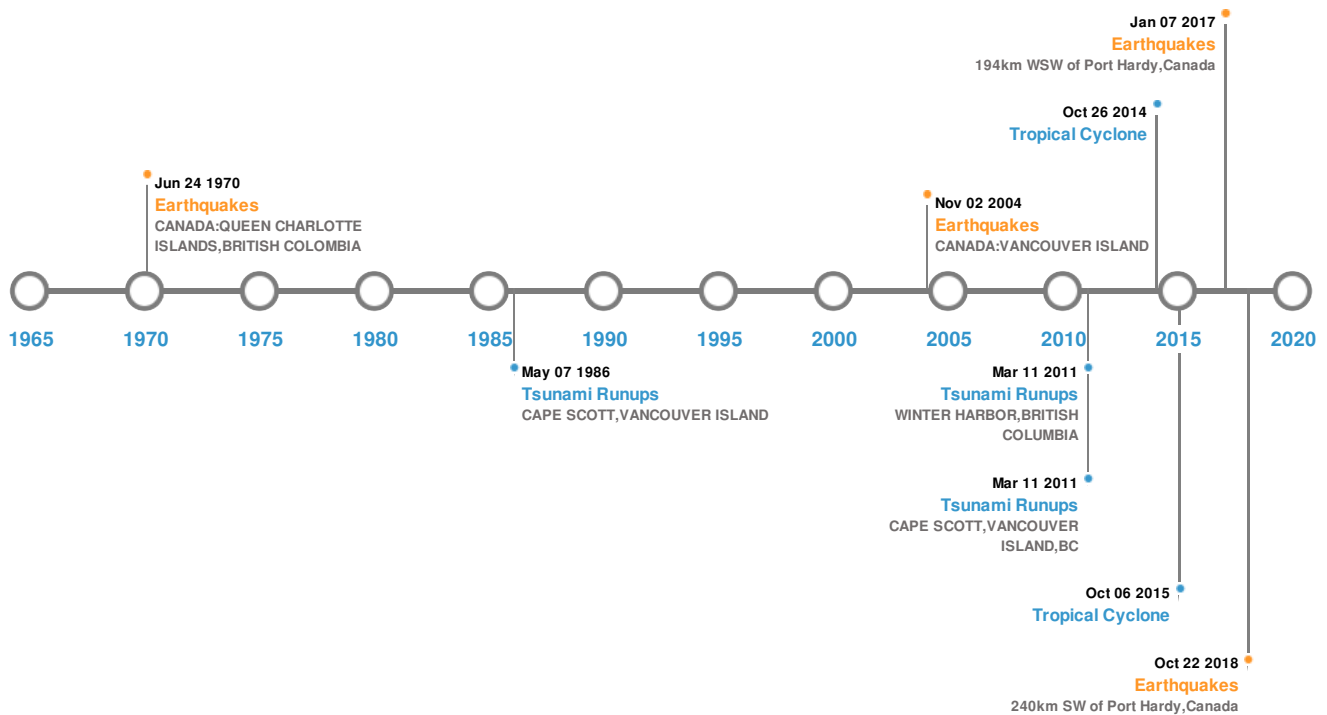 Jan 07 2017
Earthquakes
194km WSW of Port Hardy,Canada
Oct 26 2014
Tropical Cyclone
Jun 24 1970
Earthquakes
CANADA:QUEEN CHARLOTTE
ISLANDS,BRITISH COLOMBIA
Nov 02 2004
Earthquakes
CANADA:VANCOUVER ISLAND
1965 1970 1975 1980 1985 1990 1995 2000 2005 2010 2015 2020
May 07 1986
Tsunami Runups
CAPE SCOTT,VANCOUVER ISLAND
Mar 11 2011
Tsunami Runups
WINTER HARBOR,BRITISH
COLUMBIA
Mar 11 2011
Tsunami Runups
CAPE SCOTT,VANCOUVER
ISLAND,BC
Oct 06 2015
Tropical Cyclone
Oct 22 2018
Earthquakes
240km SW of Port Hardy,Canada